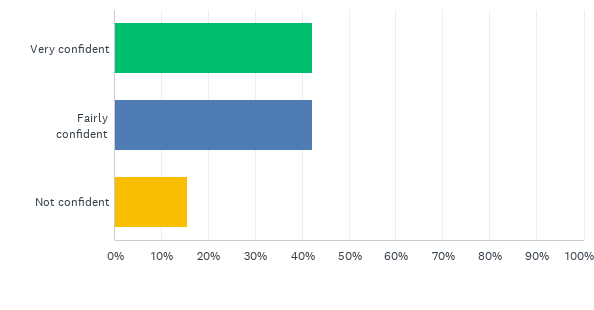 Very confident
Fairly
confident
Not confident
0% 10% 20% 30% 40% 50% 60% 70% 80% 90% 100%